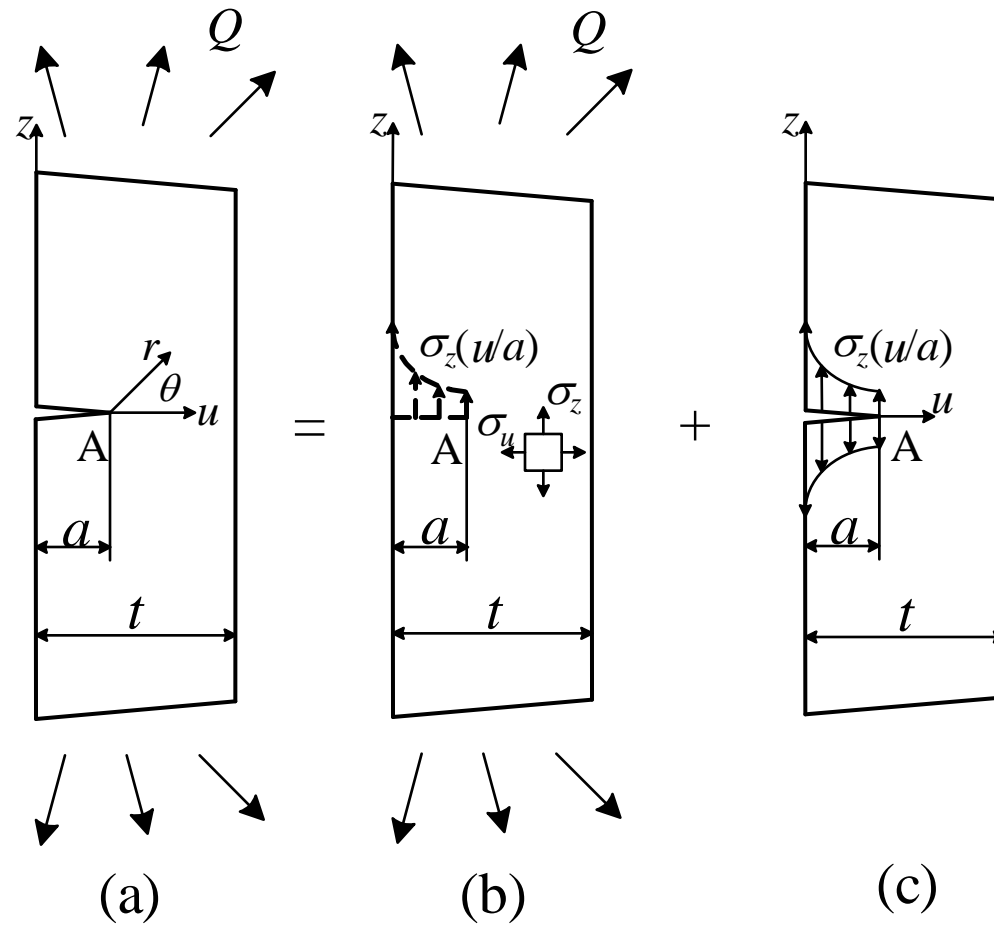 Q Q
z z z
r σz(u/a) σz(u/a)
θ σz
u = σu + u
A A A
a a a
t t t
(a) (b) (c)